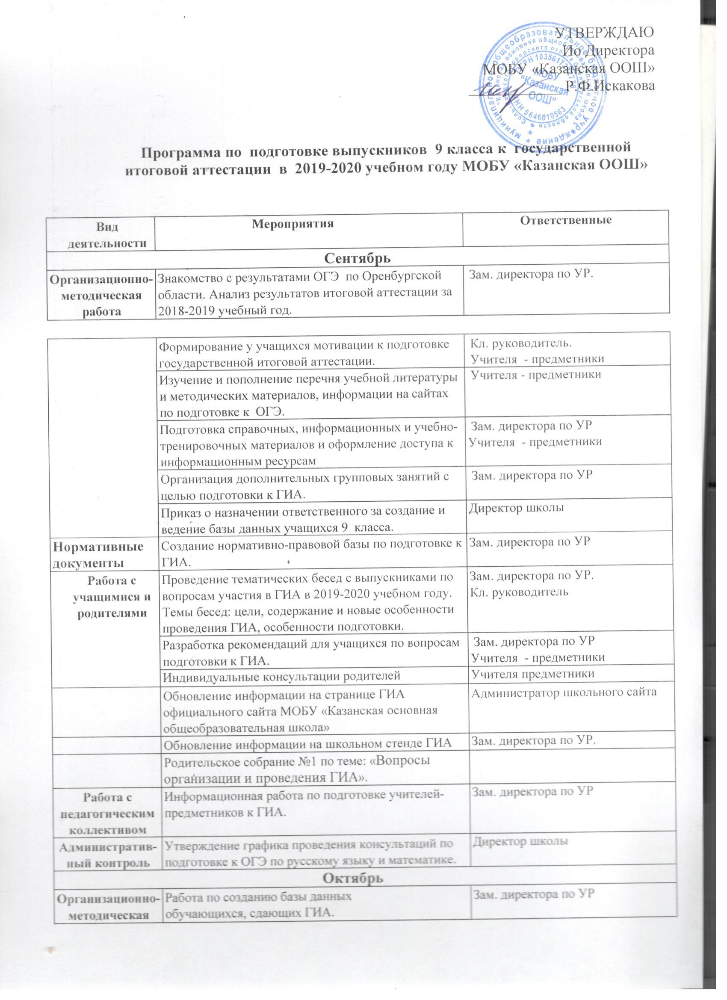 УТВЕРЖДАЮ
Ио Директора
МОБУ «Казанская ООШ»
Р.Ф.Искакова
МОБУ
"Казанская
ООШ"
ИНН 5646010563
Программа по подготовке выпускников 9 класса к государственной
итоговой аттестации в 2019-2020 учебном году МОБУ «Казанская ООШ»
Вид
деятельности
Мероприятия
Ответственные
Сентябрь
Организационно-
методическая
работа
Знакомство с результатами ОГЭ по Оренбургской
области. Анализ результатов итоговой аттестации за
2018-2019 учебный год.
Зам. директора по УР.
Формирование у учащихся мотивации к подготовке
государственной итоговой аттестации.
Кл. руководитель.
Учителя - предметники
Изучение и пополнение перечня учебной литературы
и методических материалов, информации на сайтах
по подготовке к ОГЭ.
Учителя - предметники
Подготовка справочных, информационных и учебно-
тренировочных материалов и оформление доступа к
информационным ресурсам
Зам. директора по УР
Учителя - предметники
Организация дополнительных групповых занятий с
целью подготовки к ГИА.
Зам. директора по УР
Приказ о назначении ответственного за создание и
ведение базы данных учащихся 9 класса.
Директор школы
Нормативные
документы
Создание нормативно-правовой базы по подготовке к
ГИА.
Зам. директора по УР
Работа с
учащимися и
родителями
Проведение тематических бесед с выпускниками по
вопросам участия в ГИА в 2019-2020 учебном году.
Темы бесед: цели, содержание и новые особенности
проведения ГИА, особенности подготовки.
Зам. директора по УР.
Кл. руководитель
Разработка рекомендаций для учащихся по вопросам
подготовки к ГИА.
Зам. директора по УР
Учителя - предметники
Индивидуальные консультации родителей
Учителя предметники
Обновление информации на странице ГИА
официального сайта МОБУ «Казанская основная
общеобразовательная школа»
Администратор школьного сайта
Обновление информации на школьном стенде ГИА
Зам. директора по УР.
Родительское собрание №1 по теме: «Вопросы
организации и проведения ГИА».
Работа с
педагогическим
коллективом
Информационная работа по подготовке учителей-
предметников к ГИА.
Зам. директора по УР
Административ-
ный контроль
Утверждение графика проведения консультаций по
подготовке к ОГЭ по русскому языку и математике.
Директор школы
Октябрь
Организационно-
методическая
Работа по созданию базы данных
обучающихся, сдающих ГИА.
Зам. директора по УР